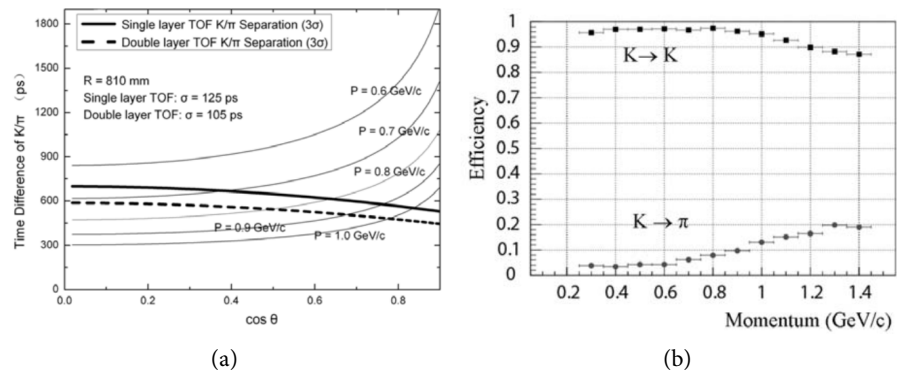 Single layer TOF K/π Separation (3σ)
Double layer TOF K/π Separation (3σ)
R = 810 mm
Single layer TOF: σ = 125 ps
Double layer TOF: σ = 105 ps
P = 0.6 GeV/c
P = 0.7 GeV/c
P = 0.8 GeV/c
P = 0.9 GeV/c
P = 1.0 GeV/c
Time Difference of K/π (ps)
1800
1500
1200
900
600
300
0
0.0 0.2 0.4 0.6 0.8
cos θ
(a)
Efficiency
1
0.9
0.8
0.7
0.6
0.5
0.4
0.3
0.2
0.1
0
K→K
K→π
0.2 0.4 0.6 0.8 1 1.2 1.4
Momentum (GeV/c)
(b)